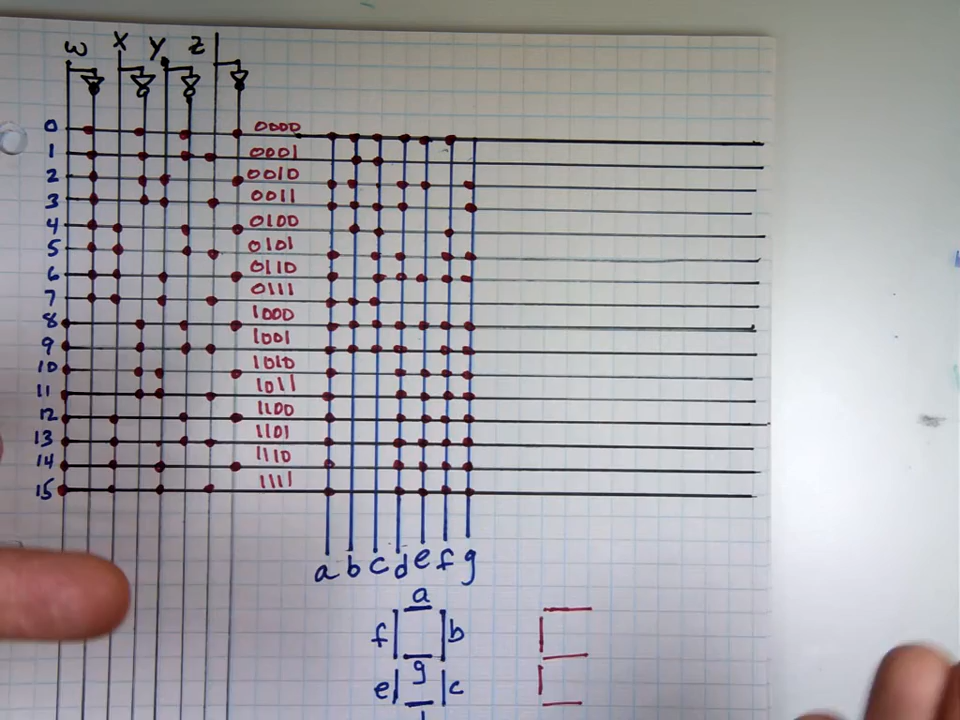 w X Y Z
0 0000
1 0001
2 0010
3 0011
4 0100
5 0101
6 0110
7 0111
8 1000
9 1001
10 1010
11 1011
12 1100
13 1101
14 1110
15 1111
a b c d e f g
a
f b
g
e c